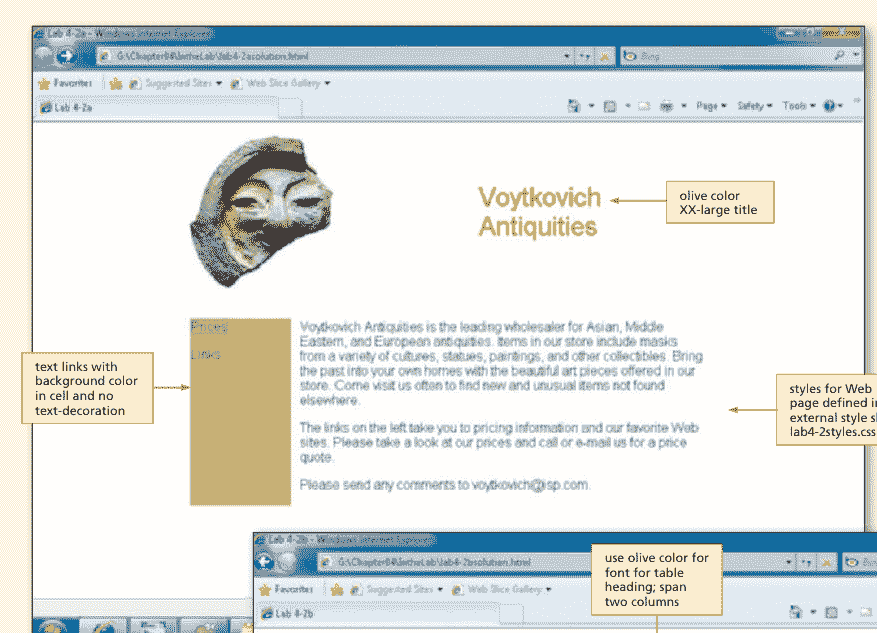 Lab 4-2a - Windows Internet Explorer
G:\Chapter04\IntheLab\lab4-2asolution.html
Bing
Favorites
Suggested Sites
Web Slice Gallery
Lab 4-2a
Page
Safety
Tools
Voytkovich
Antiquities
olive color
XX-large title
Prices
Links
text links with
background color
in cell and no
text-decoration
Voytkovich Antiquities is the leading wholesaler for Asian, Middle
Eastern, and European antiquities. Items in our store include masks
from a variety of cultures, statues, paintings, and other collectibles. Bring
the past into your own homes with the beautiful art pieces offered in our
store. Come visit us often to find new and unusual items not found
elsewhere.
The links on the left take you to pricing information and our favorite Web
sites. Please take a look at our prices and call or e-mail us for a price
quote.
Please send any comments to voytkovich@isp.com.
styles for Web
page defined in
external style s
lab4-2styles.css
Lab 4-2b - Windows Internet Explorer
G:\Chapter04\IntheLab\lab4-2bsolution.html
Favorites
Suggested Sites
Web Slice Gallery
Lab 4-2b
use olive color for
font for table
heading; span
two columns